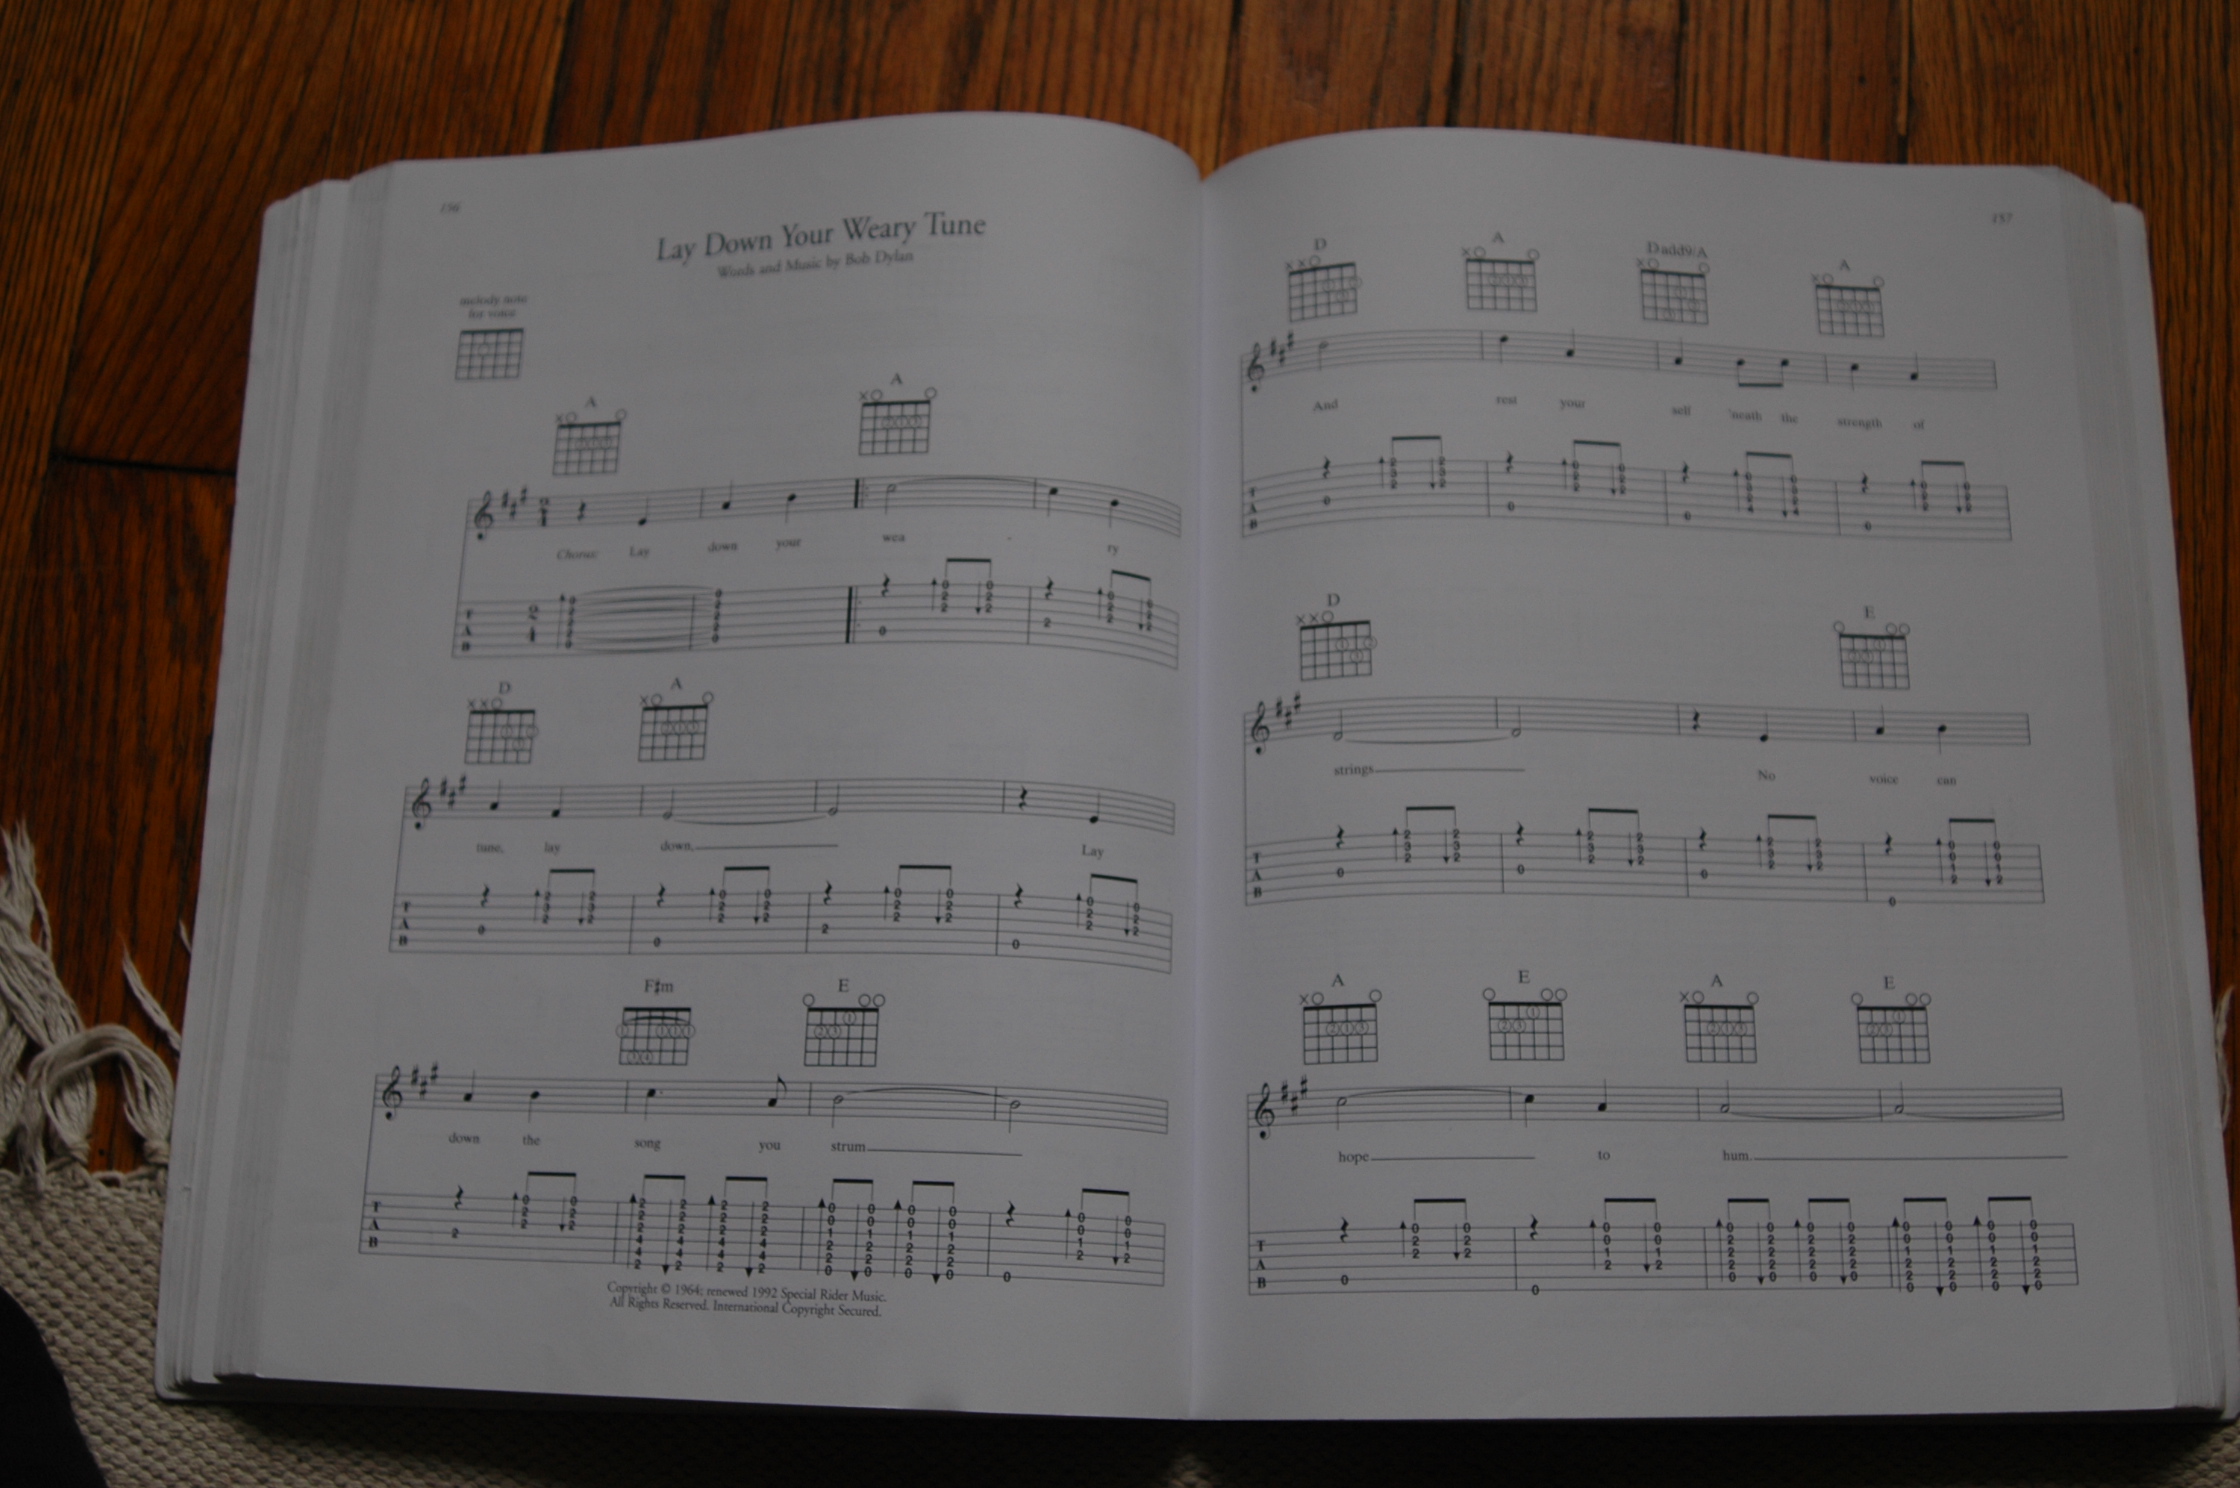 156
Lay Down Your Weary Tune
Words and Music by Bob Dylan
melody note
for voice
A A
Chorus: Lay down your wea ry
T
A
B
D A
tune, lay down, Lay
T
A
B
F♯m E
down the song you strum
T
A
B
Copyright © 1964; renewed 1992 Special Rider Music.
All Rights Reserved. International Copyright Secured.
157
D A Dadd9/A A
And rest your self 'neath the strength of
T
A
B
D E
strings No voice can
T
A
B
A E A E
hope to hum.
T
A
B